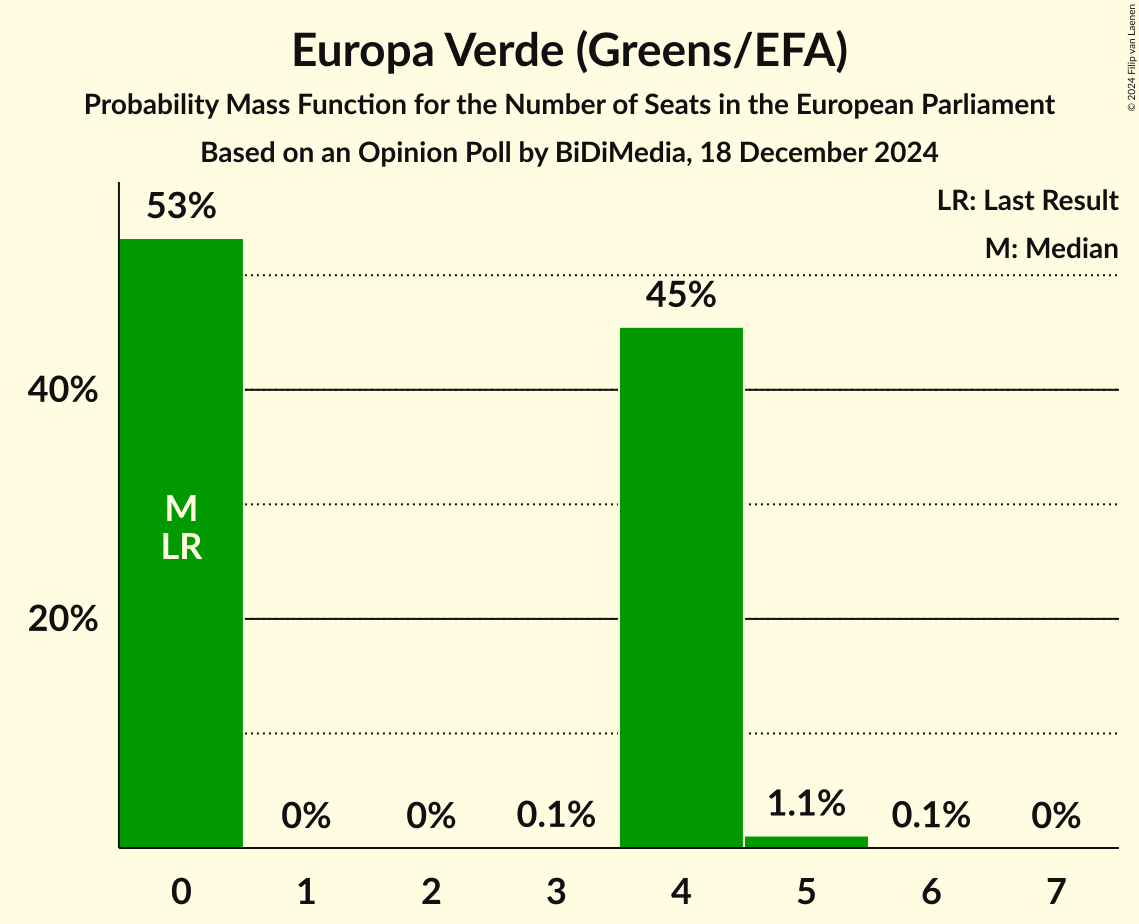 Europa Verde (Greens/EFA)
Probability Mass Function for the Number of Seats in the European Parliament
Based on an Opinion Poll by BiDiMedia, 18 December 2024
© 2024 Filip van Laenen
LR: Last Result
M: Median
53%
45%
40%
M
LR
20%
0%
0%
0.1%
1.1%
0.1%
0%
0
1
2
3
4
5
6
7